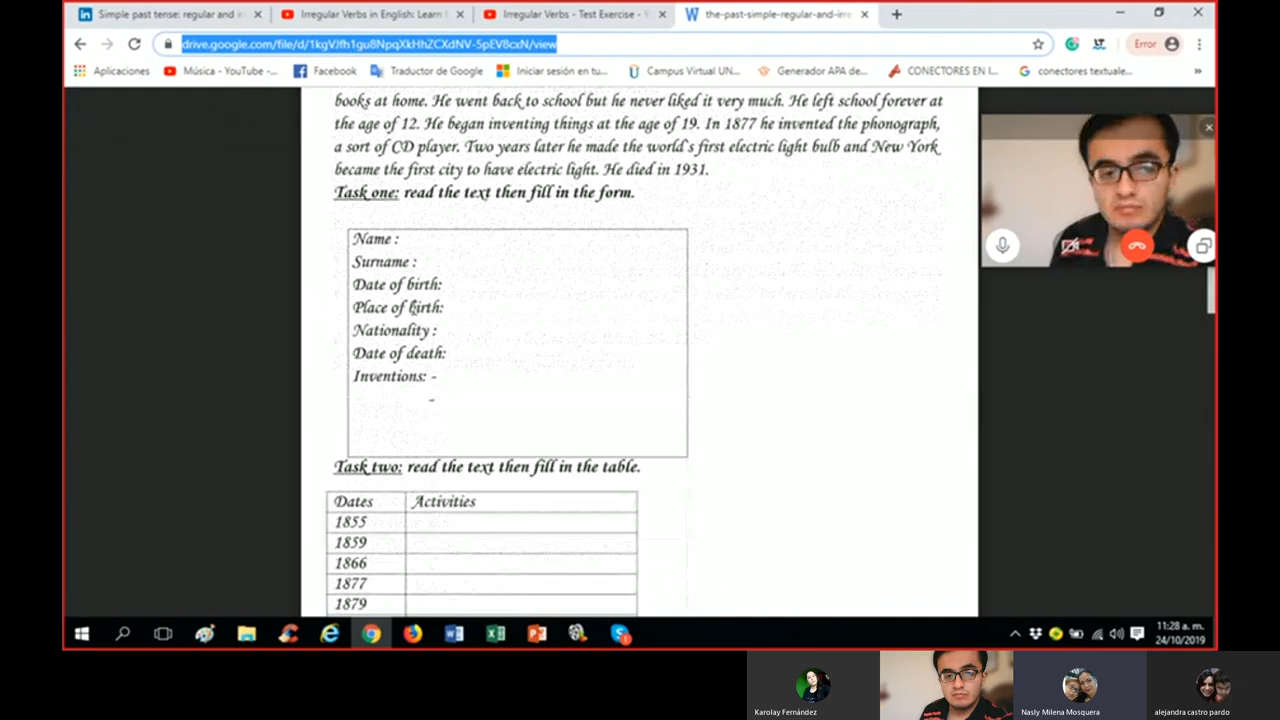 Simple past tense: regular and in
Irregular Verbs in English: Learn I
Irregular Verbs - Test Exercise - Y
the-past-simple-regular-and-irre
drive.google.com/file/d/1kgVJfh1gu8NpqXkHhZCXdNV-5pEV8cxN/view
Error
Aplicaciones
Música - YouTube -...
Facebook
Traductor de Google
Iniciar sesión en tu...
Campus Virtual UN...
Generador APA de...
CONECTORES EN I...
conectores textuale...
»
books at home. He went back to school but he never liked it very much. He left school forever at
the age of 12. He began inventing things at the age of 19. In 1877 he invented the phonograph,
a sort of CD player. Two years later he made the world's first electric light bulb and New York
became the first city to have electric light. He died in 1931.
Task one: read the text then fill in the form.
Name :
Surname :
Date of birth:
Place of birth:
Nationality :
Date of death:
Inventions: -
-
Task two: read the text then fill in the table.
Dates Activities
1855
1859
1866
1877
1879
11:28 a. m.
24/10/2019
Karolay Fernández
Nasly Milena Mosquera
alejandra castro pardo